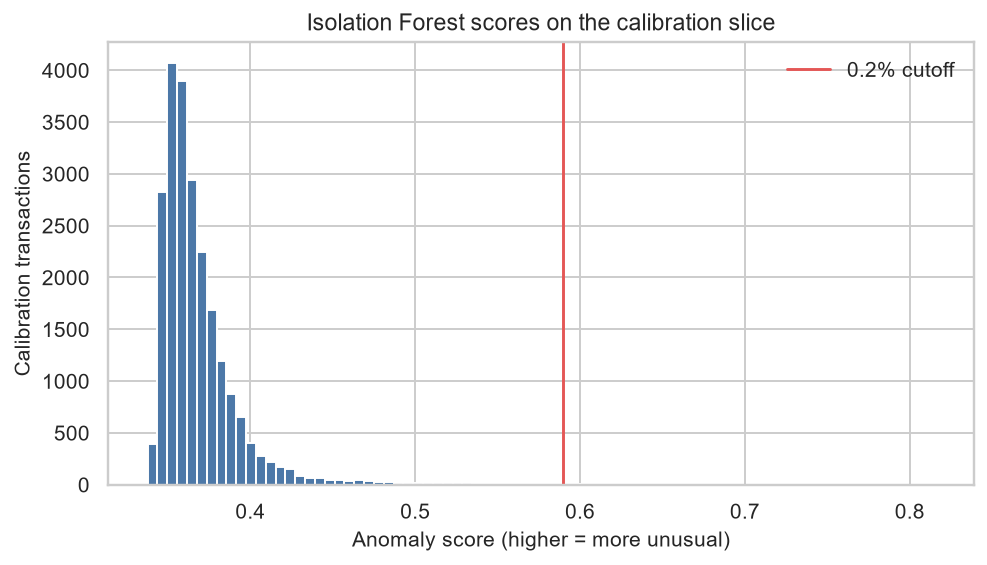 Isolation Forest scores on the calibration slice
0.2% cutoff
Calibration transactions
4000
3500
3000
2500
2000
1500
1000
500
0
0.4 0.5 0.6 0.7 0.8
Anomaly score (higher = more unusual)